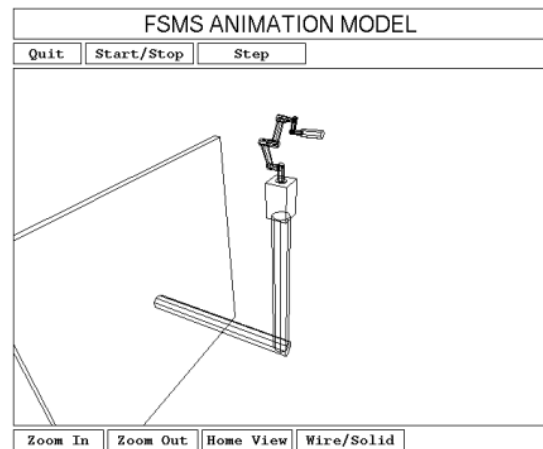 FSMS ANIMATION MODEL
Quit Start/Stop Step
Zoom In Zoom Out Home View Wire/Solid